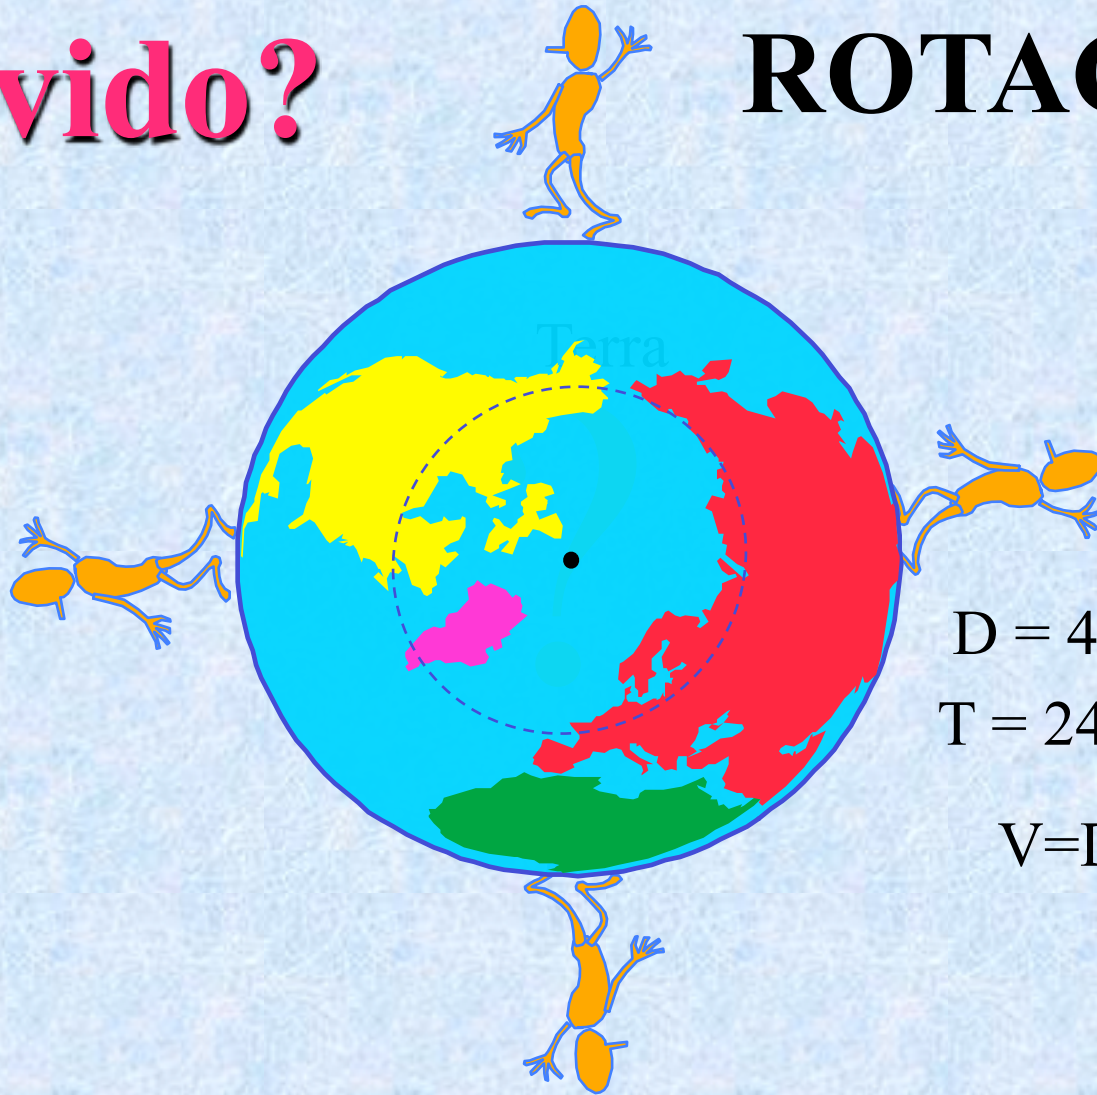 vido?
ROTAC
Terra
?
D = 4
T = 24
V=D